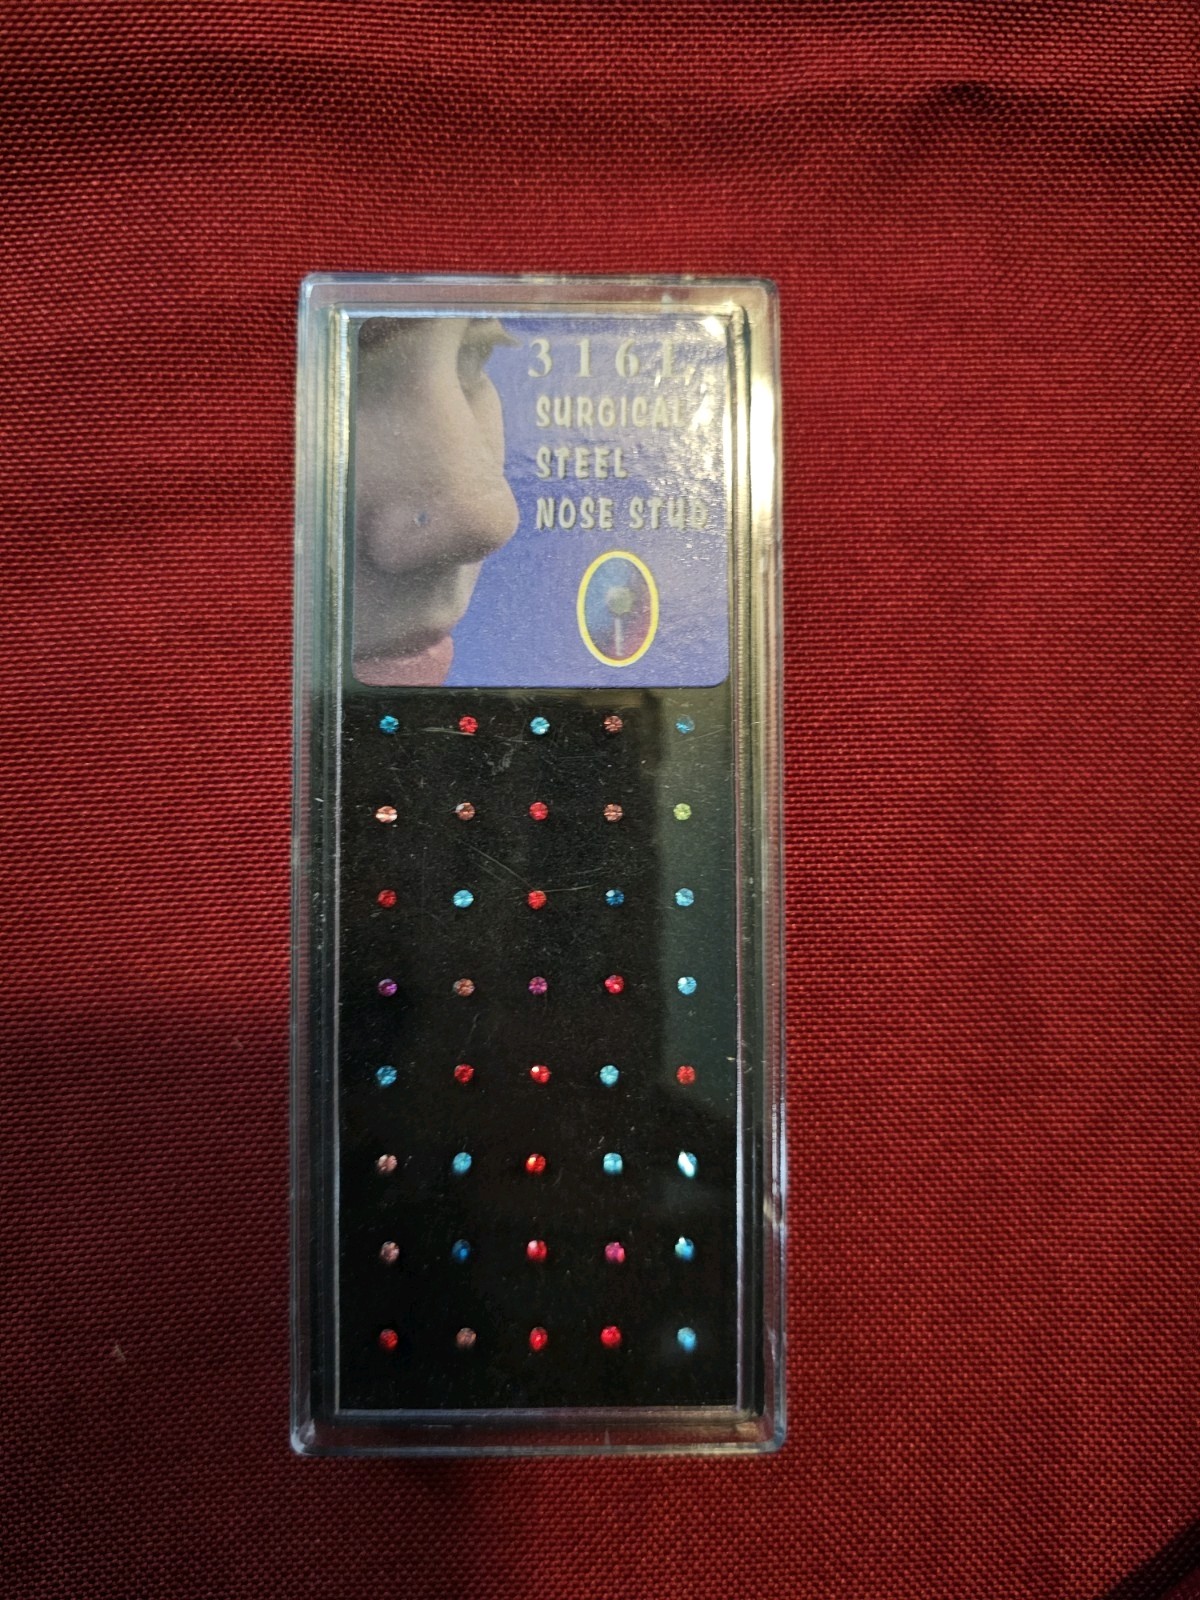 316L
SURGICAL
STEEL
NOSE STUD